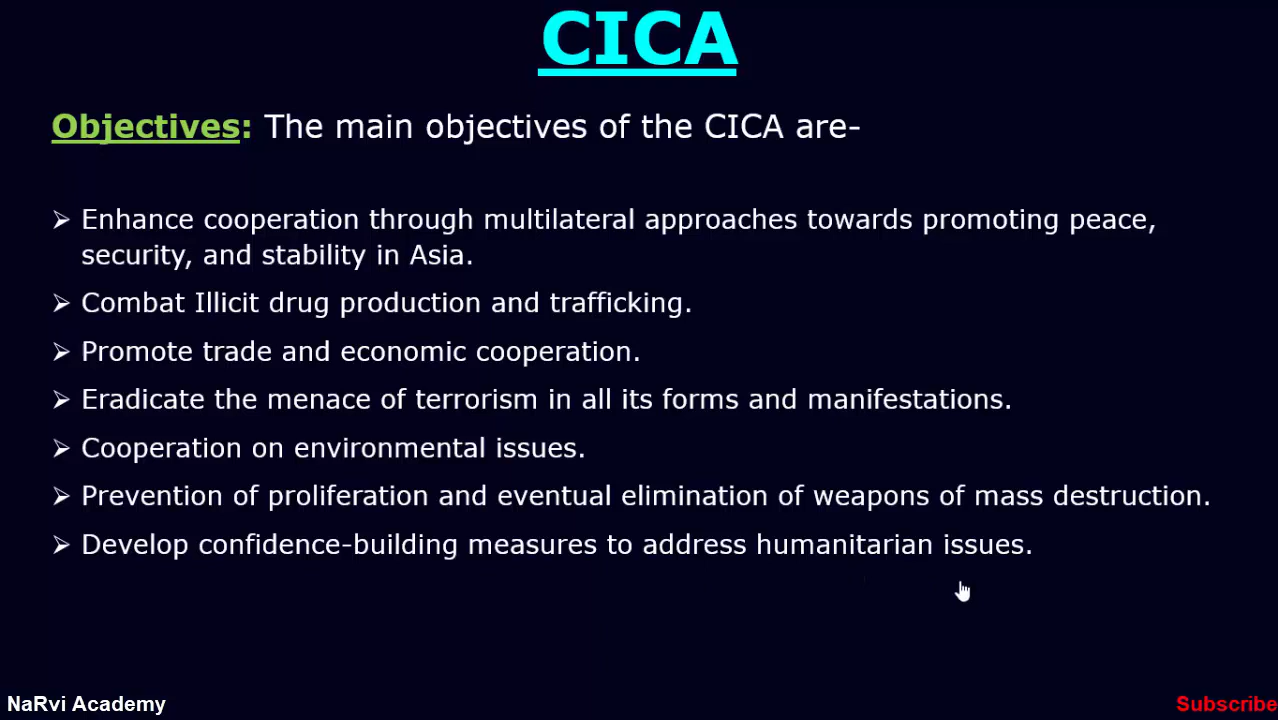 CICA
Objectives: The main objectives of the CICA are-
➢ Enhance cooperation through multilateral approaches towards promoting peace,
security, and stability in Asia.
➢ Combat Illicit drug production and trafficking.
➢ Promote trade and economic cooperation.
➢ Eradicate the menace of terrorism in all its forms and manifestations.
➢ Cooperation on environmental issues.
➢ Prevention of proliferation and eventual elimination of weapons of mass destruction.
➢ Develop confidence-building measures to address humanitarian issues.
NaRvi Academy
Subscribe